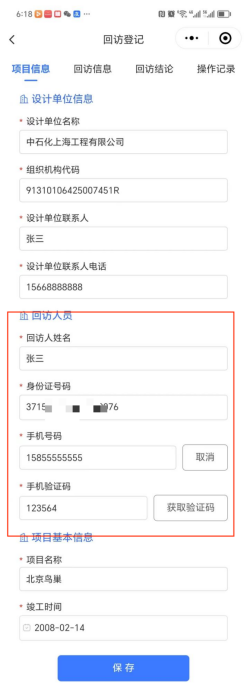 6:18
回访登记
项目信息 回访信息 回访结论 操作记录
设计单位信息
* 设计单位名称
中石化上海工程有限公司
* 组织机构代码
91310106425007451R
* 设计单位联系人
张三
* 设计单位联系人电话
15668888888
回访人员
* 回访人姓名
张三
* 身份证号码
3715 76
* 手机号码
15855555555 取消
* 手机验证码
123564 获取验证码
项目基本信息
* 项目名称
北京鸟巢
* 竣工时间
2008-02-14
保存